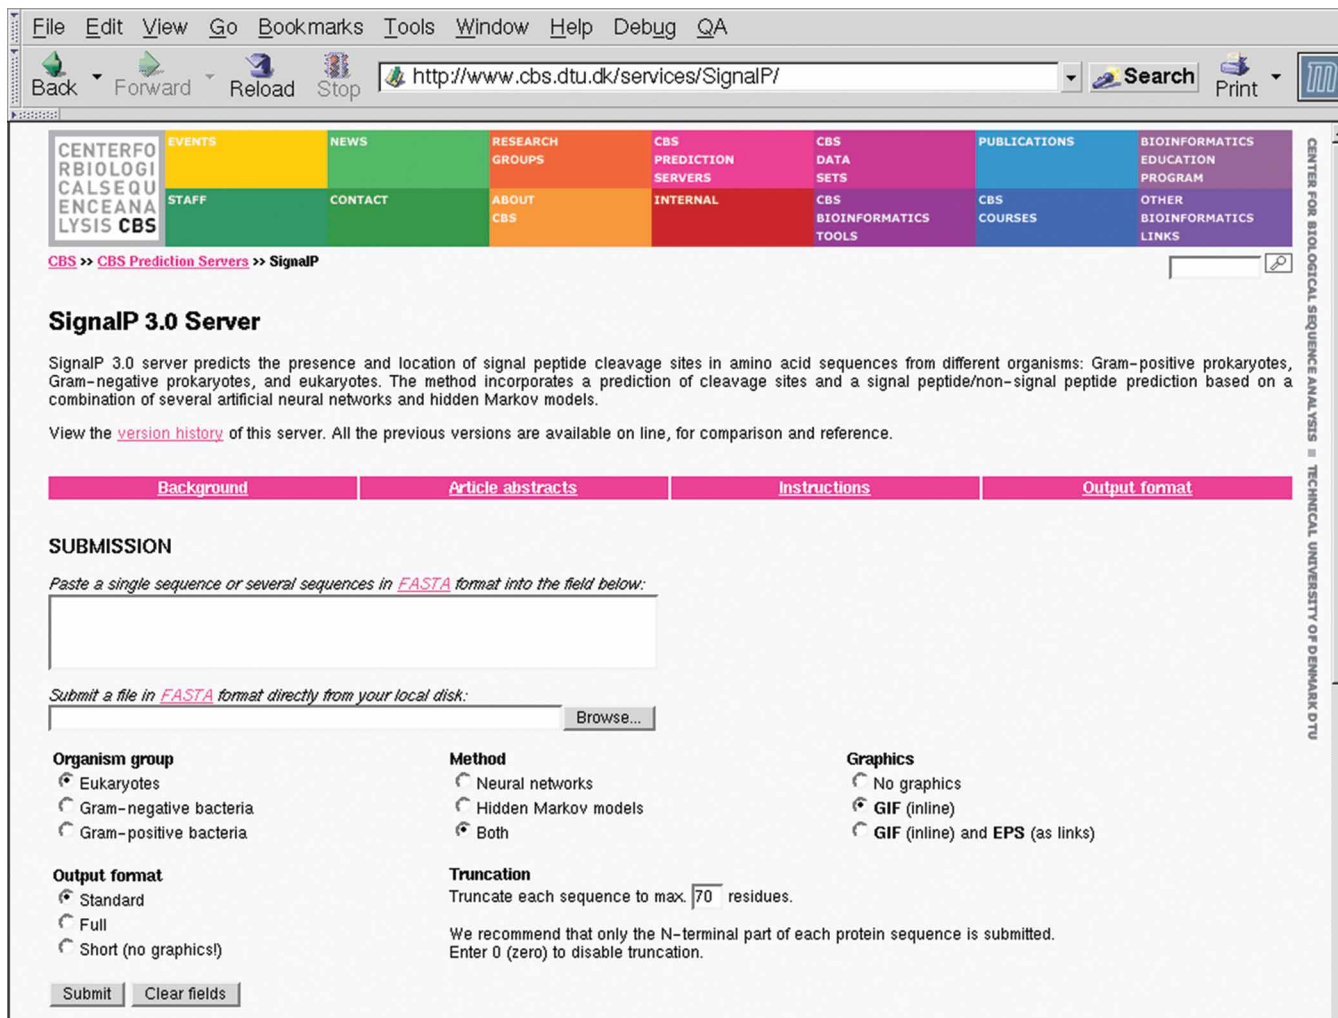 File Edit View Go Bookmarks Tools Window Help Debug QA
Back Forward Reload Stop http://www.cbs.dtu.dk/services/SignalP/ Search Print
CENTERFO
RBIOLOGI
CALSEQU
ENCEANA
LYSIS CBS
EVENTS
NEWS
RESEARCH
GROUPS
CBS
PREDICTION
SERVERS
CBS
DATA
SETS
PUBLICATIONS
BIOINFORMATICS
EDUCATION
PROGRAM
STAFF
CONTACT
ABOUT
CBS
INTERNAL
CBS
BIOINFORMATICS
TOOLS
CBS
COURSES
OTHER
BIOINFORMATICS
LINKS
CBS >> CBS Prediction Servers >> SignalP
SignalP 3.0 Server
SignalP 3.0 server predicts the presence and location of signal peptide cleavage sites in amino acid sequences from different organisms: Gram-positive prokaryotes,
Gram-negative prokaryotes, and eukaryotes. The method incorporates a prediction of cleavage sites and a signal peptide/non-signal peptide prediction based on a
combination of several artificial neural networks and hidden Markov models.
View the version history of this server. All the previous versions are available on line, for comparison and reference.
Background Article abstracts Instructions Output format
SUBMISSION
Paste a single sequence or several sequences in FASTA format into the field below:
Submit a file in FASTA format directly from your local disk:
Browse...
Organism group
Eukaryotes
Gram-negative bacteria
Gram-positive bacteria
Method
Neural networks
Hidden Markov models
Both
Graphics
No graphics
GIF (inline)
GIF (inline) and EPS (as links)
Output format
Standard
Full
Short (no graphics!)
Truncation
Truncate each sequence to max. 70 residues.
We recommend that only the N-terminal part of each protein sequence is submitted.
Enter 0 (zero) to disable truncation.
Submit Clear fields
CENTER FOR BIOLOGICAL SEQUENCE ANALYSIS TECHNICAL UNIVERSITY OF DENMARK DTU